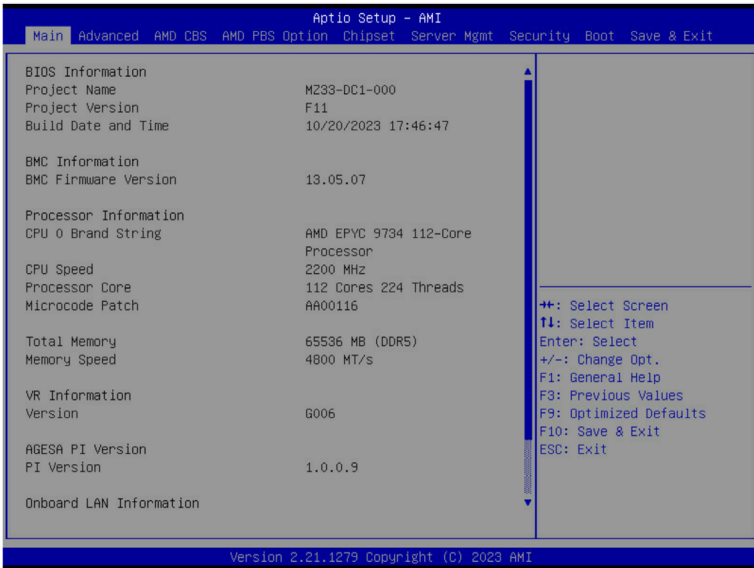 Aptio Setup - AMI
Main Advanced AMD CBS AMD PBS Option Chipset Server Mgmt Security Boot Save & Exit
BIOS Information
Project Name MZ33-DC1-000
Project Version F11
Build Date and Time 10/20/2023 17:46:47
BMC Information
BMC Firmware Version 13.05.07
Processor Information
CPU 0 Brand String AMD EPYC 9734 112-Core
Processor
CPU Speed 2200 MHz
Processor Core 112 Cores 224 Threads
Microcode Patch AA00116
Total Memory 65536 MB (DDR5)
Memory Speed 4800 MT/s
VR Information
Version G006
AGESA PI Version
PI Version 1.0.0.9
Onboard LAN Information
→←: Select Screen
↑↓: Select Item
Enter: Select
+/-: Change Opt.
F1: General Help
F3: Previous Values
F9: Optimized Defaults
F10: Save & Exit
ESC: Exit
Version 2.21.1279 Copyright (C) 2023 AMI